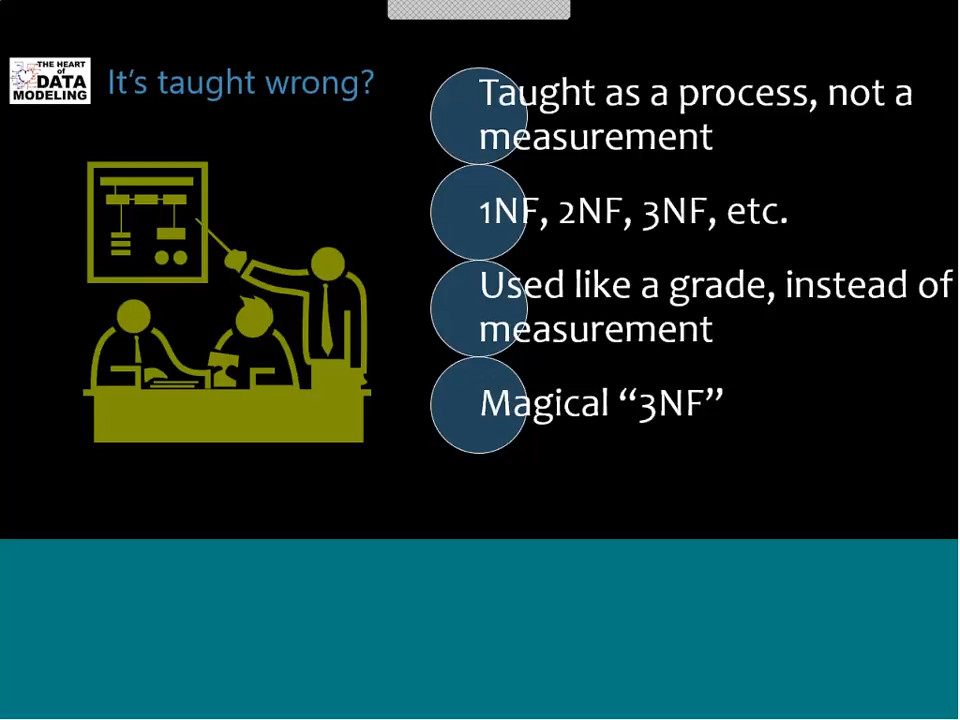 THE HEART
of
DATA
MODELING
It's taught wrong?
Taught as a process, not a
measurement
1NF, 2NF, 3NF, etc.
Used like a grade, instead of
measurement
Magical “3NF”